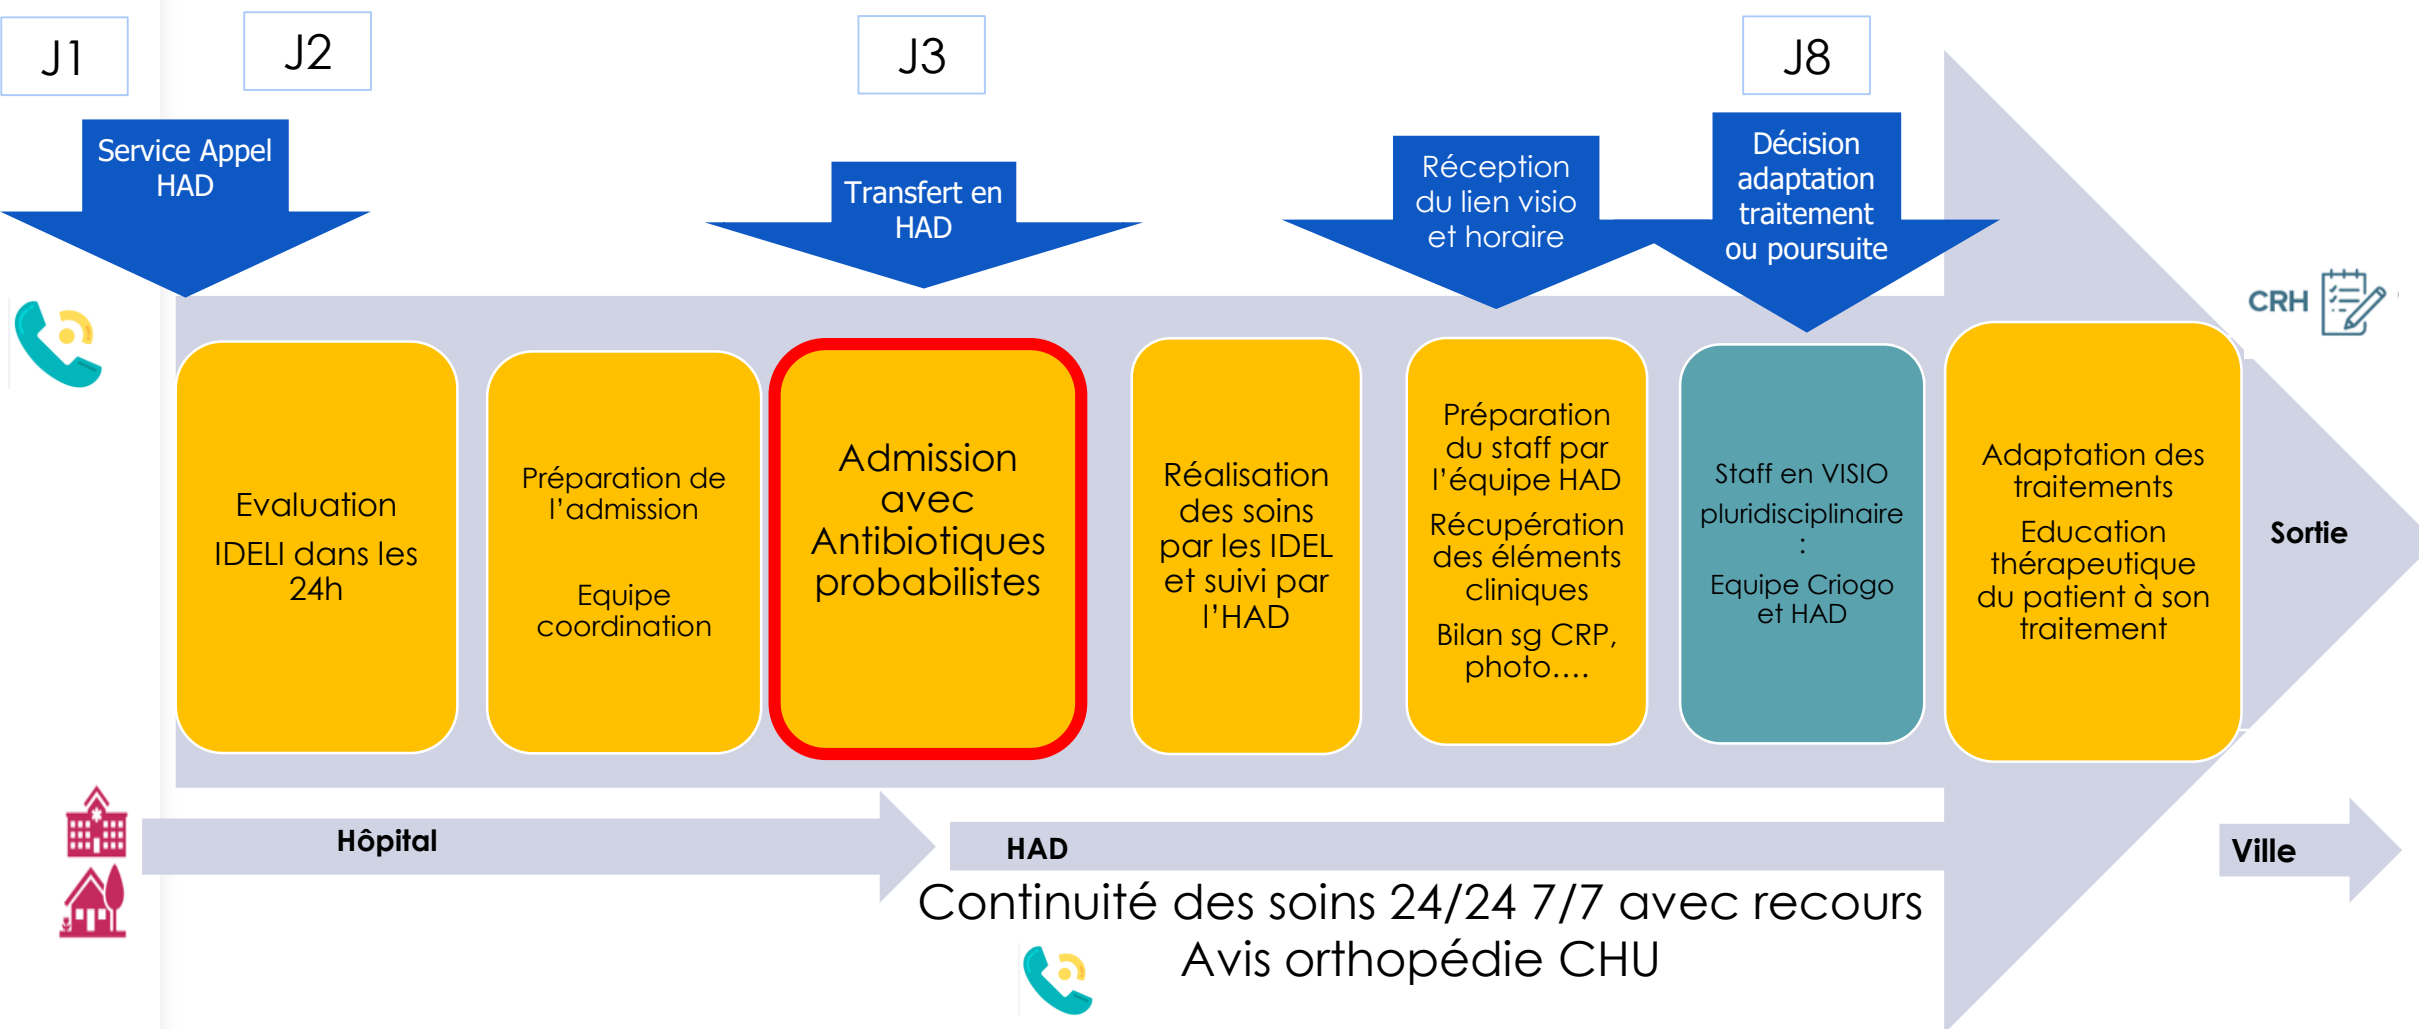 J1
J2
J3
J8
Service Appel
HAD
Transfert en
HAD
Réception
du lien visio
et horaire
Décision
adaptation
traitement
ou poursuite
CRH
Evaluation
IDELI dans les
24h
Préparation de
l’admission
Equipe
coordination
Admission
avec
Antibiotiques
probabilistes
Réalisation
des soins
par les IDEL
et suivi par
l’HAD
Préparation
du staff par
l’équipe HAD
Récupération
des éléments
cliniques
Bilan sg CRP,
photo….
Staff en VISIO
pluridisciplinaire
:
Equipe Criogo
et HAD
Adaptation des
traitements
Education
thérapeutique
du patient à son
traitement
Sortie
Hôpital
HAD
Ville
Continuité des soins 24/24 7/7 avec recours
Avis orthopédie CHU